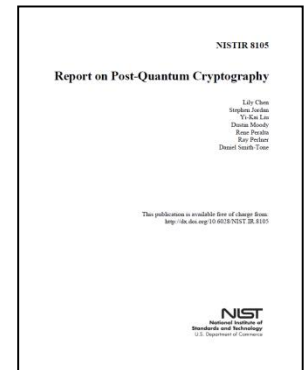 NISTIR 8105
Report on Post-Quantum Cryptography
Lily Chen
Stephen Jordan
Yi-Kai Liu
Dustin Moody
Rene Peralta
Ray Perlner
Daniel Smith-Tone
This publication is available free of charge from:
http://dx.doi.org/10.6028/NIST.IR.8105
NIST
National Institute of
Standards and Technology
U.S. Department of Commerce